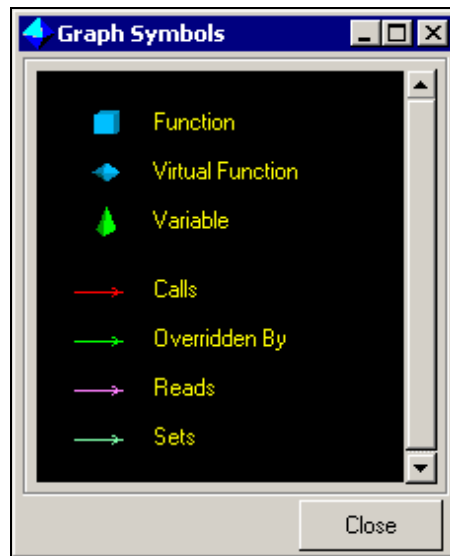 Graph Symbols
Function
Virtual Function
Variable
Calls
Overridden By
Reads
Sets
Close